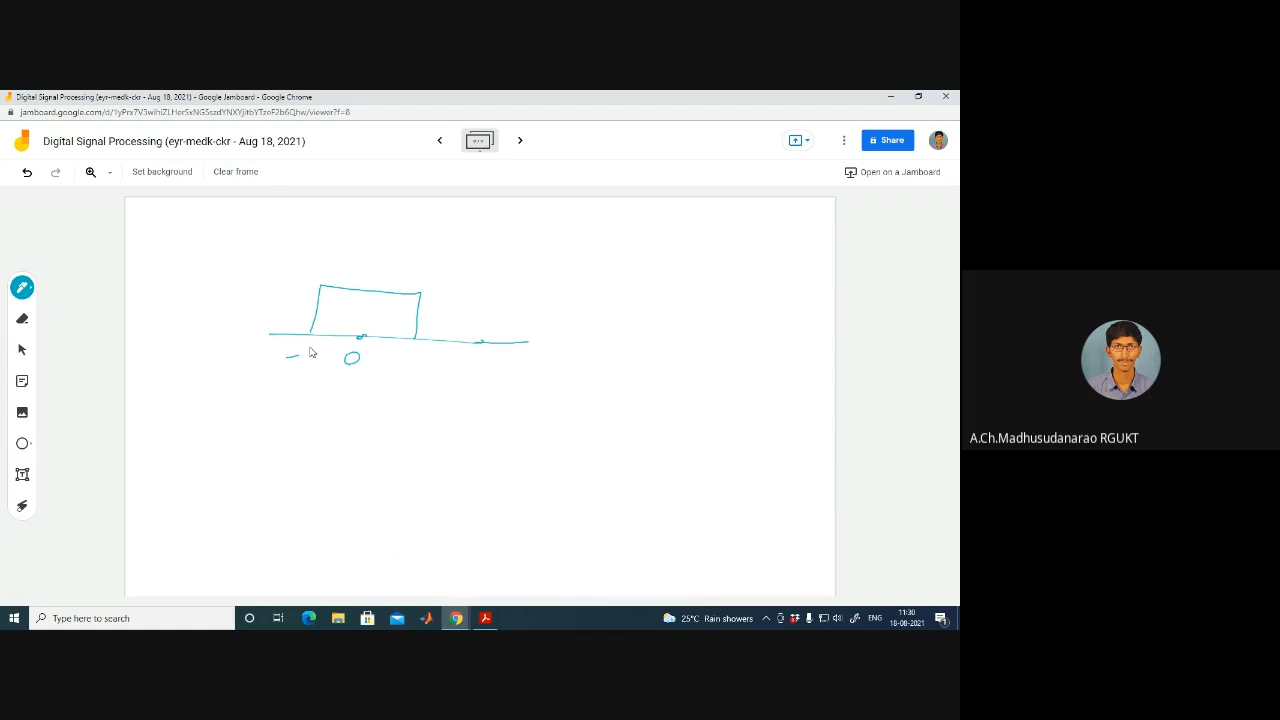 Digital Signal Processing (eyr-medk-ckr - Aug 18, 2021) - Google Jamboard - Google Chrome
Digital Signal Processing (eyr-medk-ckr - Aug 18, 2021)
Share
Set background
Clear frame
Open on a Jamboard
- 0
A.Ch.Madhusudanarao RGUKT
Type here to search
25°C Rain showers
ENG
11:30
18-08-2021